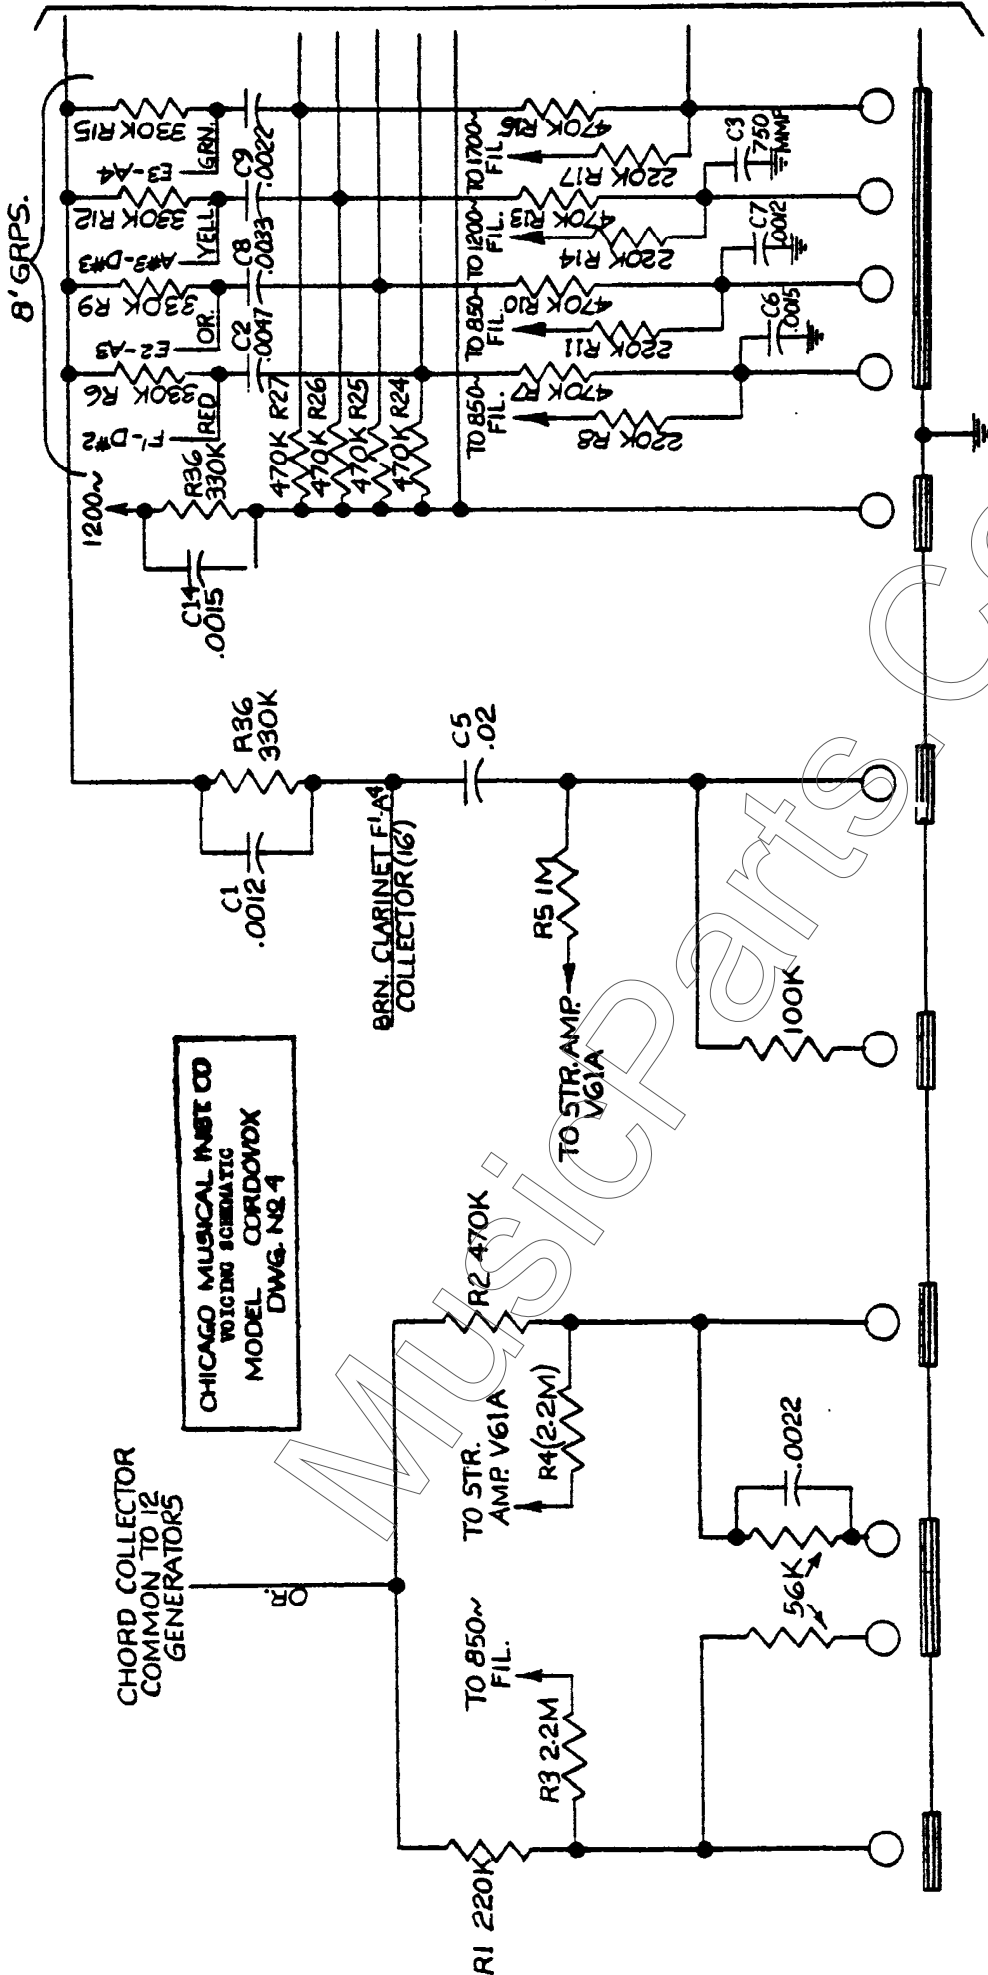 8' GRPS.
1200~
F1-D#2
RED
E2-A3
OR.
A#2-D#3
YELL
E3-A4
GRN.
R6
330K
R9
330K
R12
330K
R15
330K
C2
.0047
C8
.0033
C9
.0022
R36
330K
C14
.0015
470K R27
470K R26
470K R25
470K R24
TO 850~
FIL.
R7
470K
R8
220K
C6
.0015
TO 850~
FIL.
R10
470K
R11
220K
C7
.0012
TO 1200~
FIL.
R13
470K
R14
220K
C3
750
MMF
TO 1700~
FIL.
R16
470K
R17
220K
R36
330K
C1
.0012
BRN. CLARINET F1-A4
COLLECTOR (16')
C5
.02
R5 1M
TO STR. AMP.
V61A
100K
CHICAGO MUSICAL INST CO
VOICING SCHEMATIC
MODEL CORDOVOX
DWG. NO. 4
CHORD COLLECTOR
COMMON TO 12
GENERATORS
OR.
R1 220K
R2 470K
TO 850~
FIL.
R3 2.2M
TO STR.
AMP. V61A
R4(2.2M)
56K
.0022
MusicParts.Co